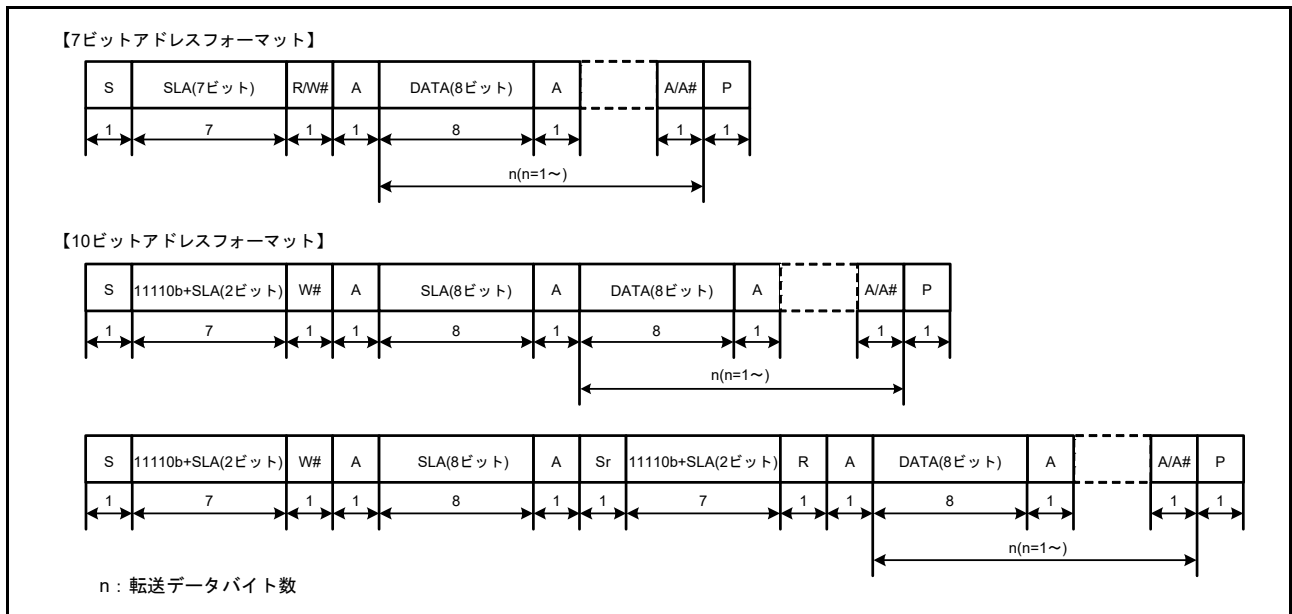 【7ビットアドレスフォーマット】
S SLA(7ビット) R/W# A DATA(8ビット) A A/A# P
1 7 1 1 8 1 1 1
n(n=1～)
【10ビットアドレスフォーマット】
S 11110b+SLA(2ビット) W# A SLA(8ビット) A DATA(8ビット) A A/A# P
1 7 1 1 8 1 8 1 1 1
n(n=1～)
S 11110b+SLA(2ビット) W# A SLA(8ビット) A Sr 11110b+SLA(2ビット) R A DATA(8ビット) A A/A# P
1 7 1 1 8 1 1 7 1 1 8 1 1 1
n(n=1～)
n：転送データバイト数